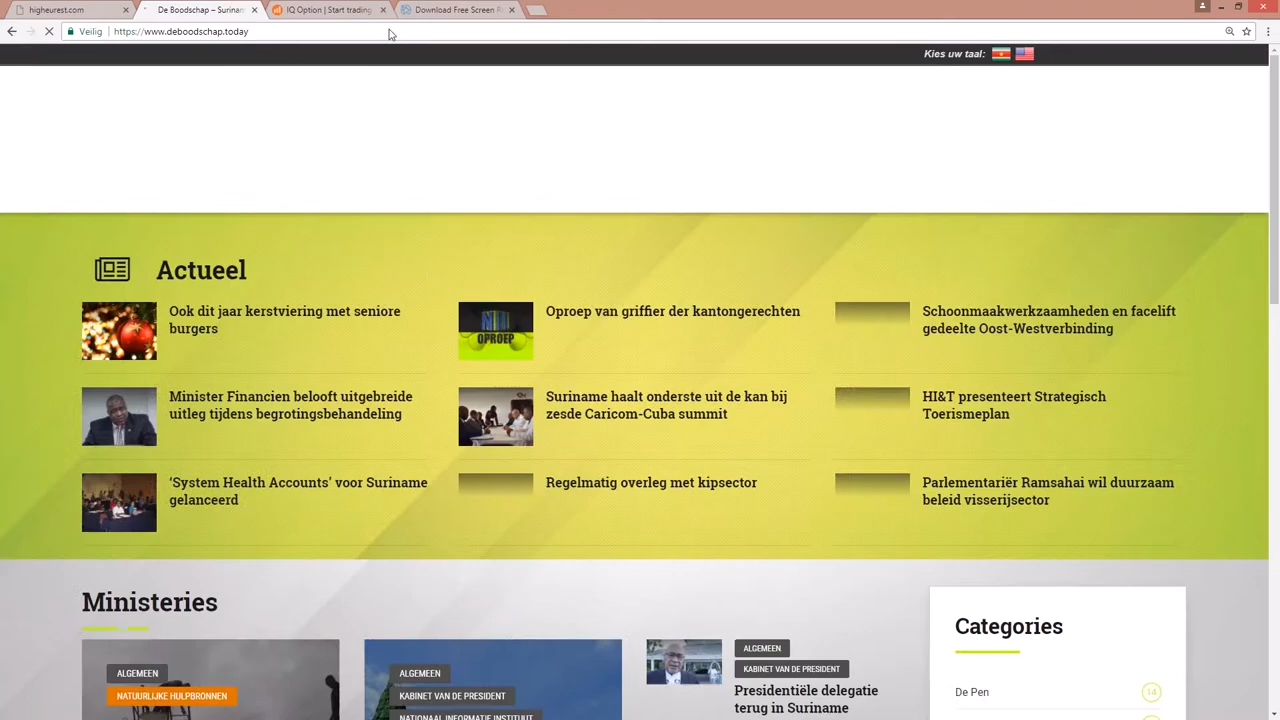 higheurest.com
De Boodschap – Surinam
IQ Option | Start trading
Download Free Screen R
Veilig
https://www.deboodschap.today
Kies uw taal:
Actueel
Ook dit jaar kerstviering met seniore
burgers
Oproep van griffier der kantongerechten
OPROEP
Schoonmaakwerkzaamheden en facelift
gedeelte Oost-Westverbinding
Minister Financien belooft uitgebreide
uitleg tijdens begrotingsbehandeling
Suriname haalt onderste uit de kan bij
zesde Caricom-Cuba summit
HI&T presenteert Strategisch
Toerismeplan
‘System Health Accounts’ voor Suriname
gelanceerd
Regelmatig overleg met kipsector
Parlementariër Ramsahai wil duurzaam
beleid visserijsector
Ministeries
ALGEMEEN
NATUURLIJKE HULPBRONNEN
ALGEMEEN
KABINET VAN DE PRESIDENT
NATIONAAL INFORMATIE INSTITUUT
ALGEMEEN
KABINET VAN DE PRESIDENT
Presidentiële delegatie
terug in Suriname
Categories
De Pen
14